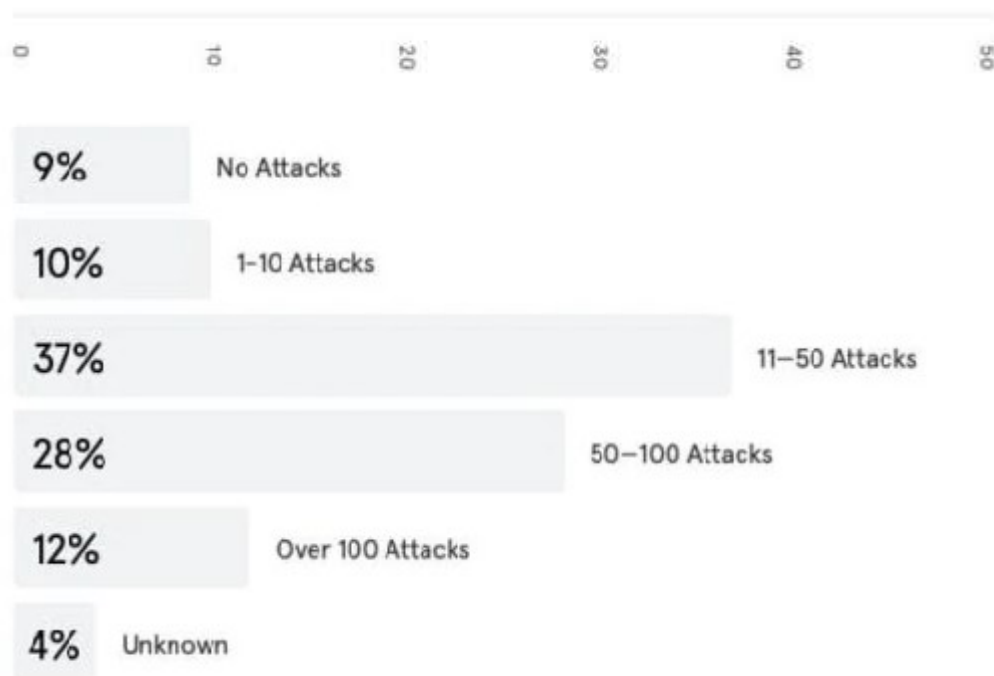 0 10 20 30 40 50
9% No Attacks
10% 1-10 Attacks
37% 11–50 Attacks
28% 50–100 Attacks
12% Over 100 Attacks
4% Unknown